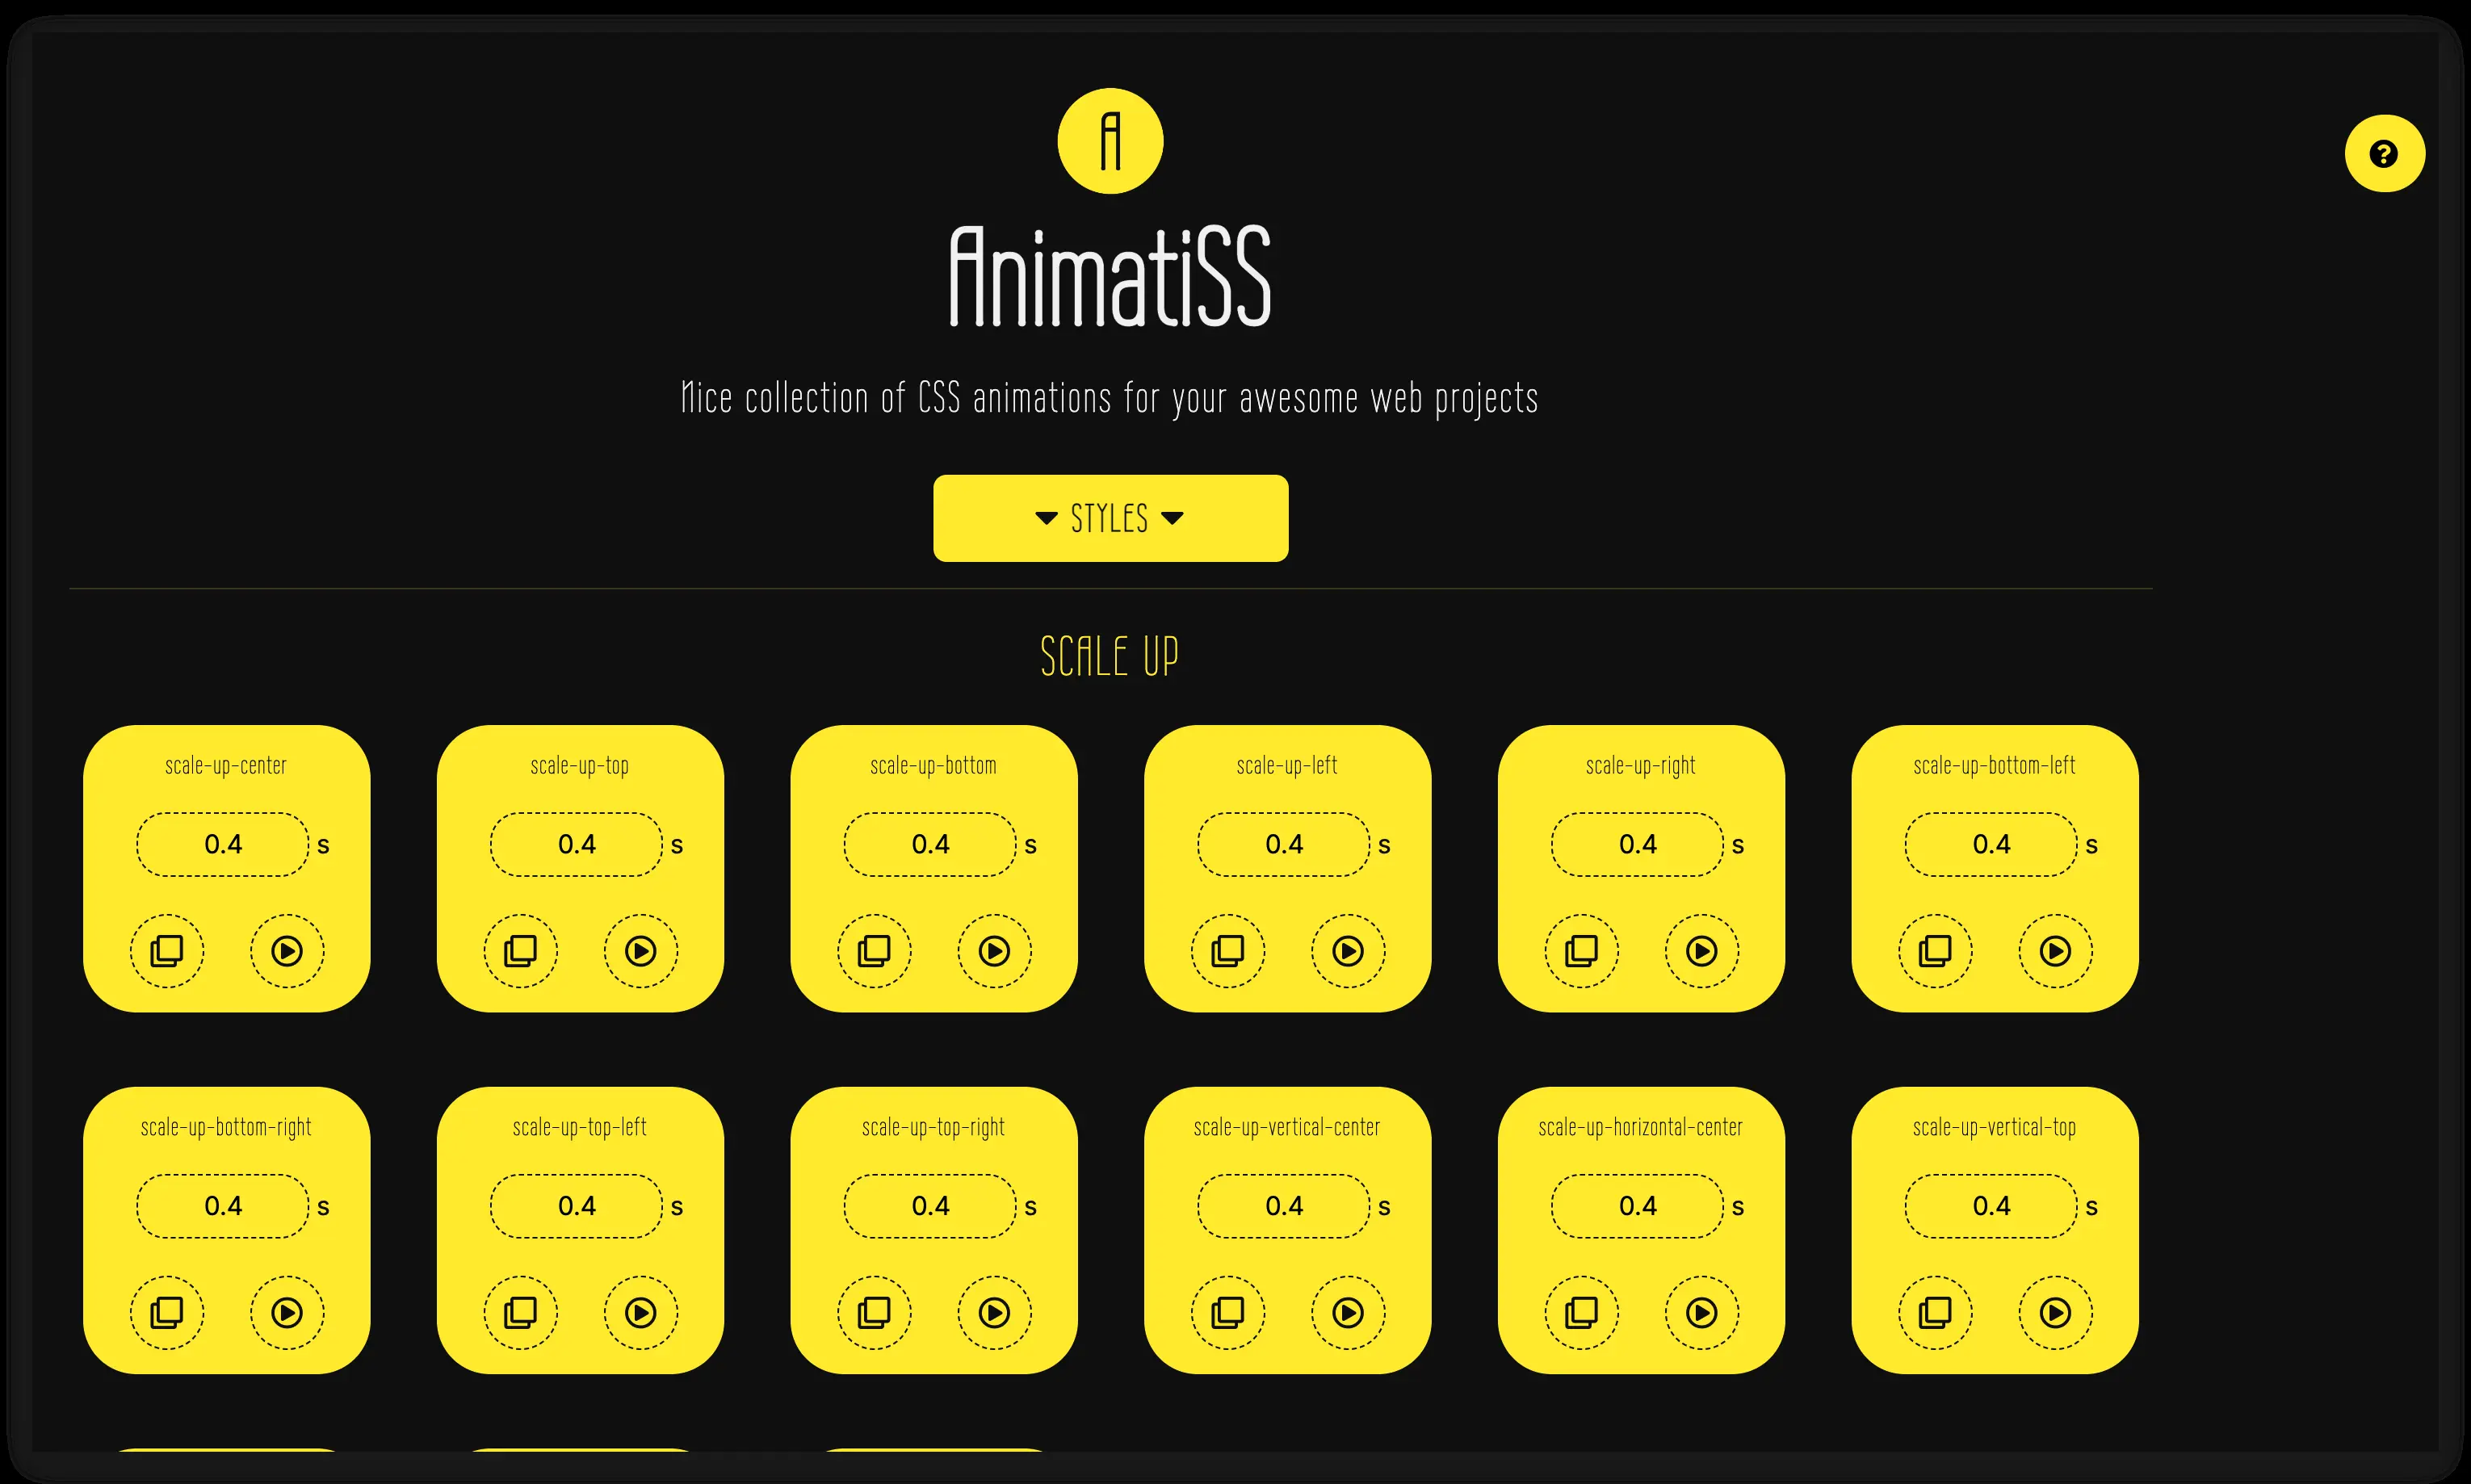 A
?
AnimatiSS
Nice collection of CSS animations for your awesome web projects
STYLES
SCALE UP
scale-up-center
0.4 s
scale-up-top
0.4 s
scale-up-bottom
0.4 s
scale-up-left
0.4 s
scale-up-right
0.4 s
scale-up-bottom-left
0.4 s
scale-up-bottom-right
0.4 s
scale-up-top-left
0.4 s
scale-up-top-right
0.4 s
scale-up-vertical-center
0.4 s
scale-up-horizontal-center
0.4 s
scale-up-vertical-top
0.4 s